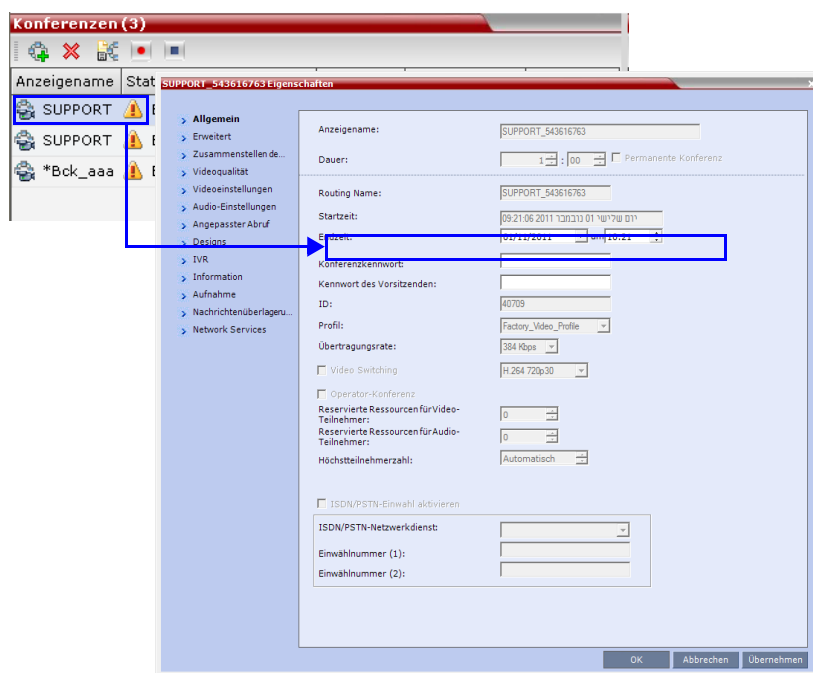 Konferenzen (3)
Anzeigename Stat
SUPPORT E
SUPPORT E
*Bck_aaa E
SUPPORT_543616763 Eigenschaften
Allgemein
Erweitert
Zusammenstellen de...
Videoqualität
Videoeinstellungen
Audio-Einstellungen
Angepasster Abruf
Designs
IVR
Information
Aufnahme
Nachrichtenüberlageru...
Network Services
Anzeigename: SUPPORT_543616763
Dauer: 1 : 00 Permanente Konferenz
Routing Name: SUPPORT_543616763
Startzeit: יום שלישי 01 נובמבר 2011 09:21:06
Endzeit: 01/11/2011 um 10:21
Konferenzkennwort:
Kennwort des Vorsitzenden:
ID: 40709
Profil: Factory_Video_Profile
Übertragungsrate: 384 Kbps
Video Switching H.264 720p30
Operator-Konferenz
Reservierte Ressourcen für Video-
Teilnehmer: 0
Reservierte Ressourcen für Audio-
Teilnehmer: 0
Höchstteilnehmerzahl: Automatisch
ISDN/PSTN-Einwahl aktivieren
ISDN/PSTN-Netzwerkdienst:
Einwählnummer (1):
Einwählnummer (2):
OK Abbrechen Übernehmen